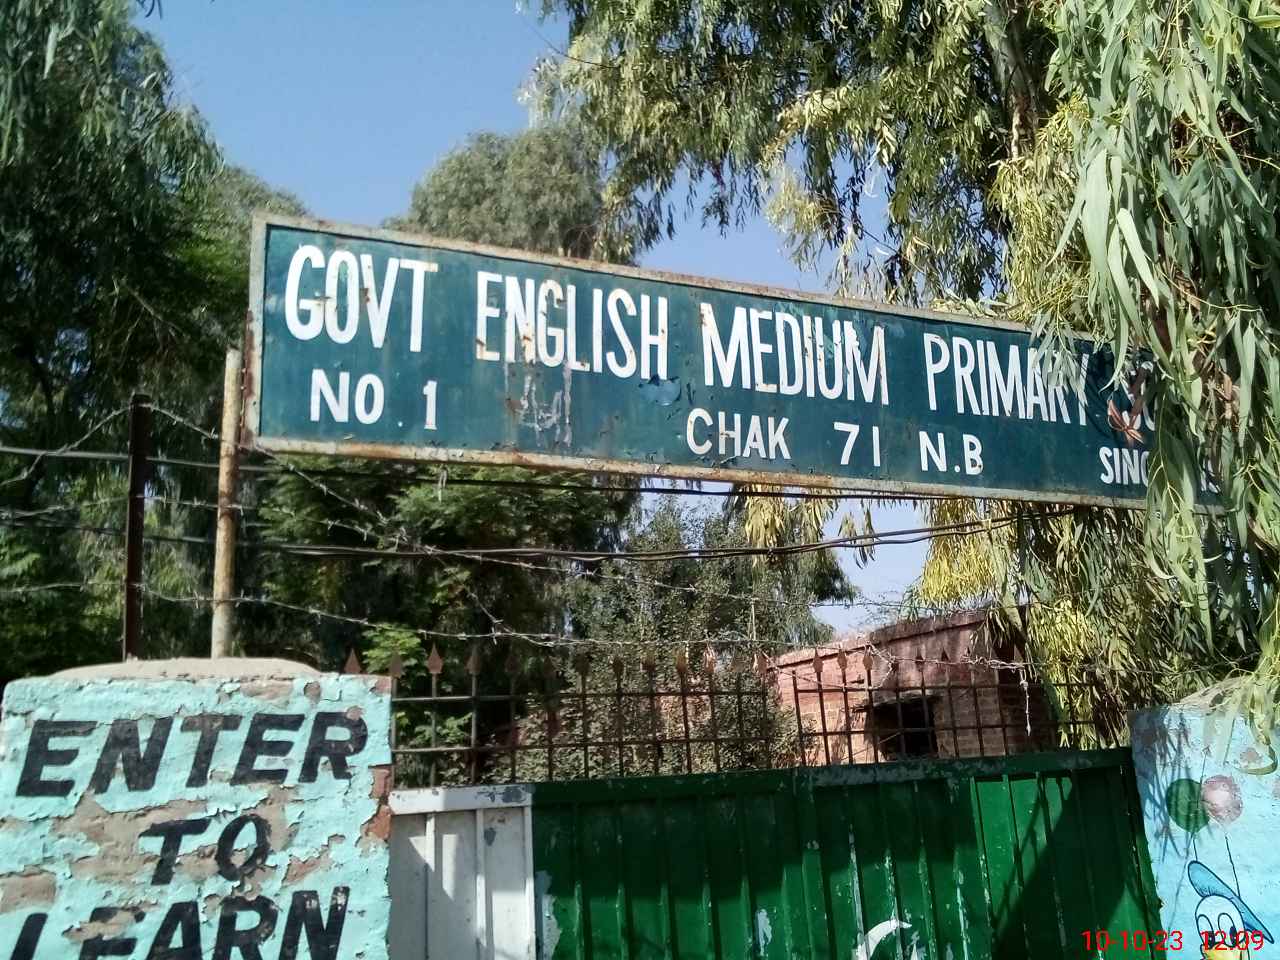 GOVT ENGLISH MEDIUM PRIMARY
NO. 1 CHAK 71 N.B
ENTER
TO
LEARN
10-10-23 12:09